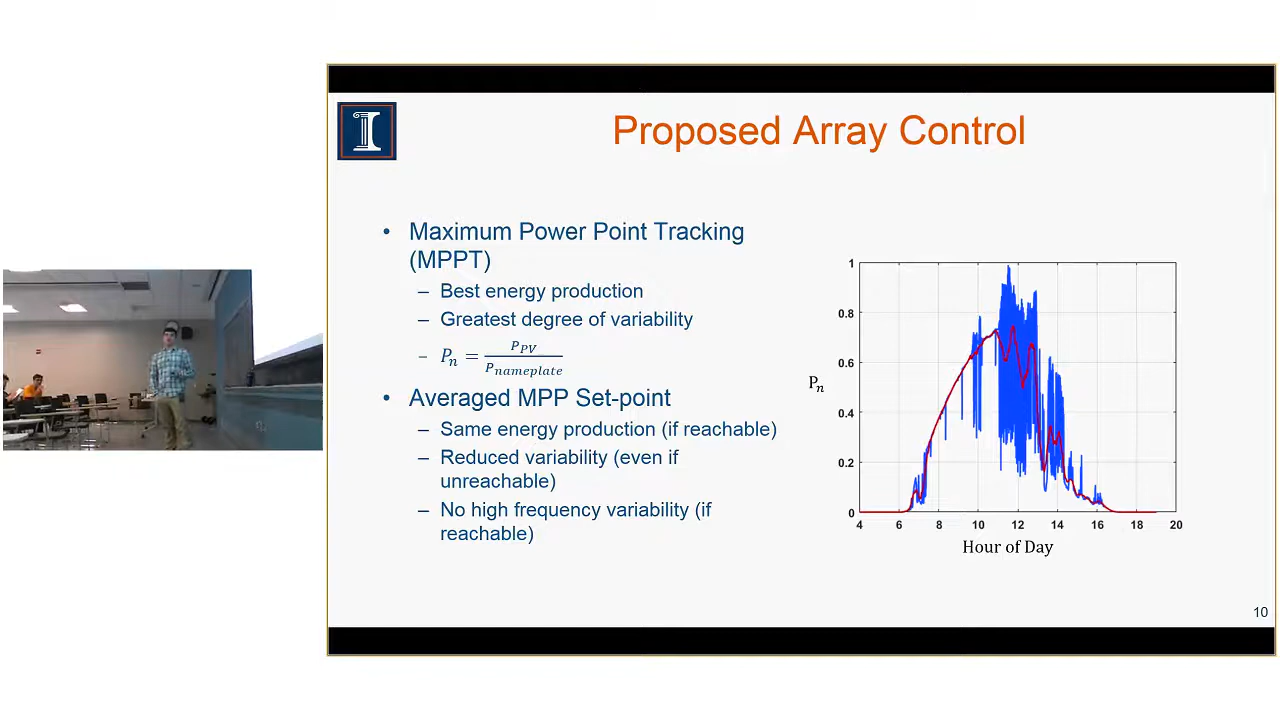 Proposed Array Control
• Maximum Power Point Tracking
(MPPT)
– Best energy production
– Greatest degree of variability
– Pₙ = P_PV / P_nameplate
• Averaged MPP Set-point
– Same energy production (if reachable)
– Reduced variability (even if
unreachable)
– No high frequency variability (if
reachable)
1
0.8
0.6
0.4
0.2
0
Pₙ
4 6 8 10 12 14 16 18 20
Hour of Day
10